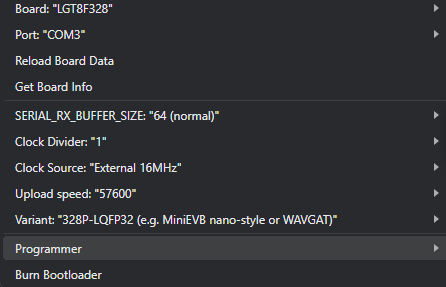 Board: "LGT8F328"
Port: "COM3"
Reload Board Data
Get Board Info
SERIAL_RX_BUFFER_SIZE: "64 (normal)"
Clock Divider: "1"
Clock Source: "External 16MHz"
Upload speed: "57600"
Variant: "328P-LQFP32 (e.g. MiniEVB nano-style or WAVGAT)"
Programmer
Burn Bootloader